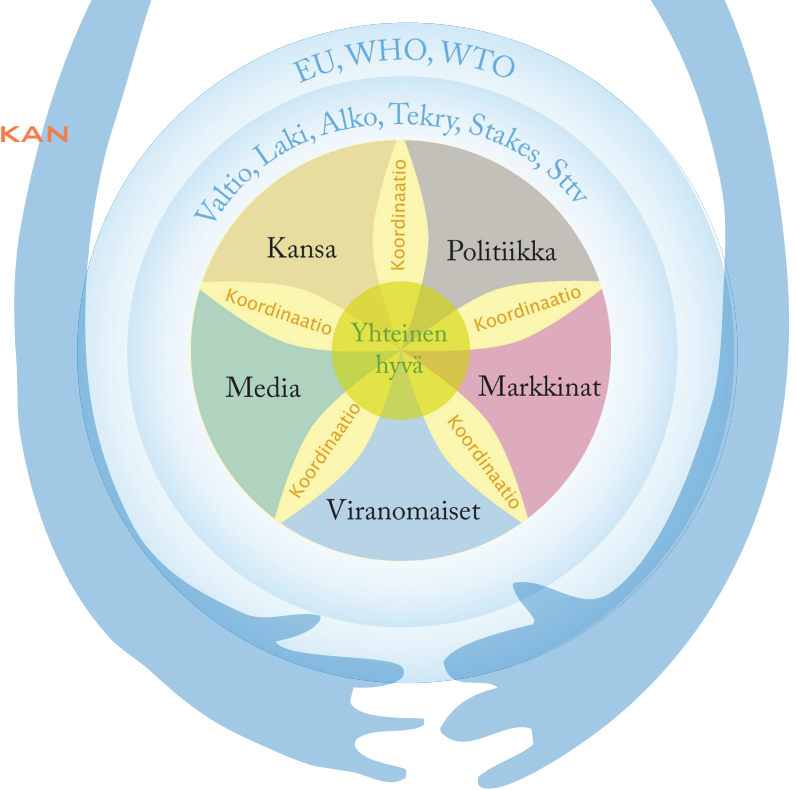 EU, WHO, WTO
Valtio, Laki, Alko, Tekry, Stakes, Sttv
KAN
Koordinaatio
Kansa
Politiikka
Koordinaatio
Koordinaatio
Yhteinen
hyvä
Media
Markkinat
Koordinaatio
Koordinaatio
Viranomaiset